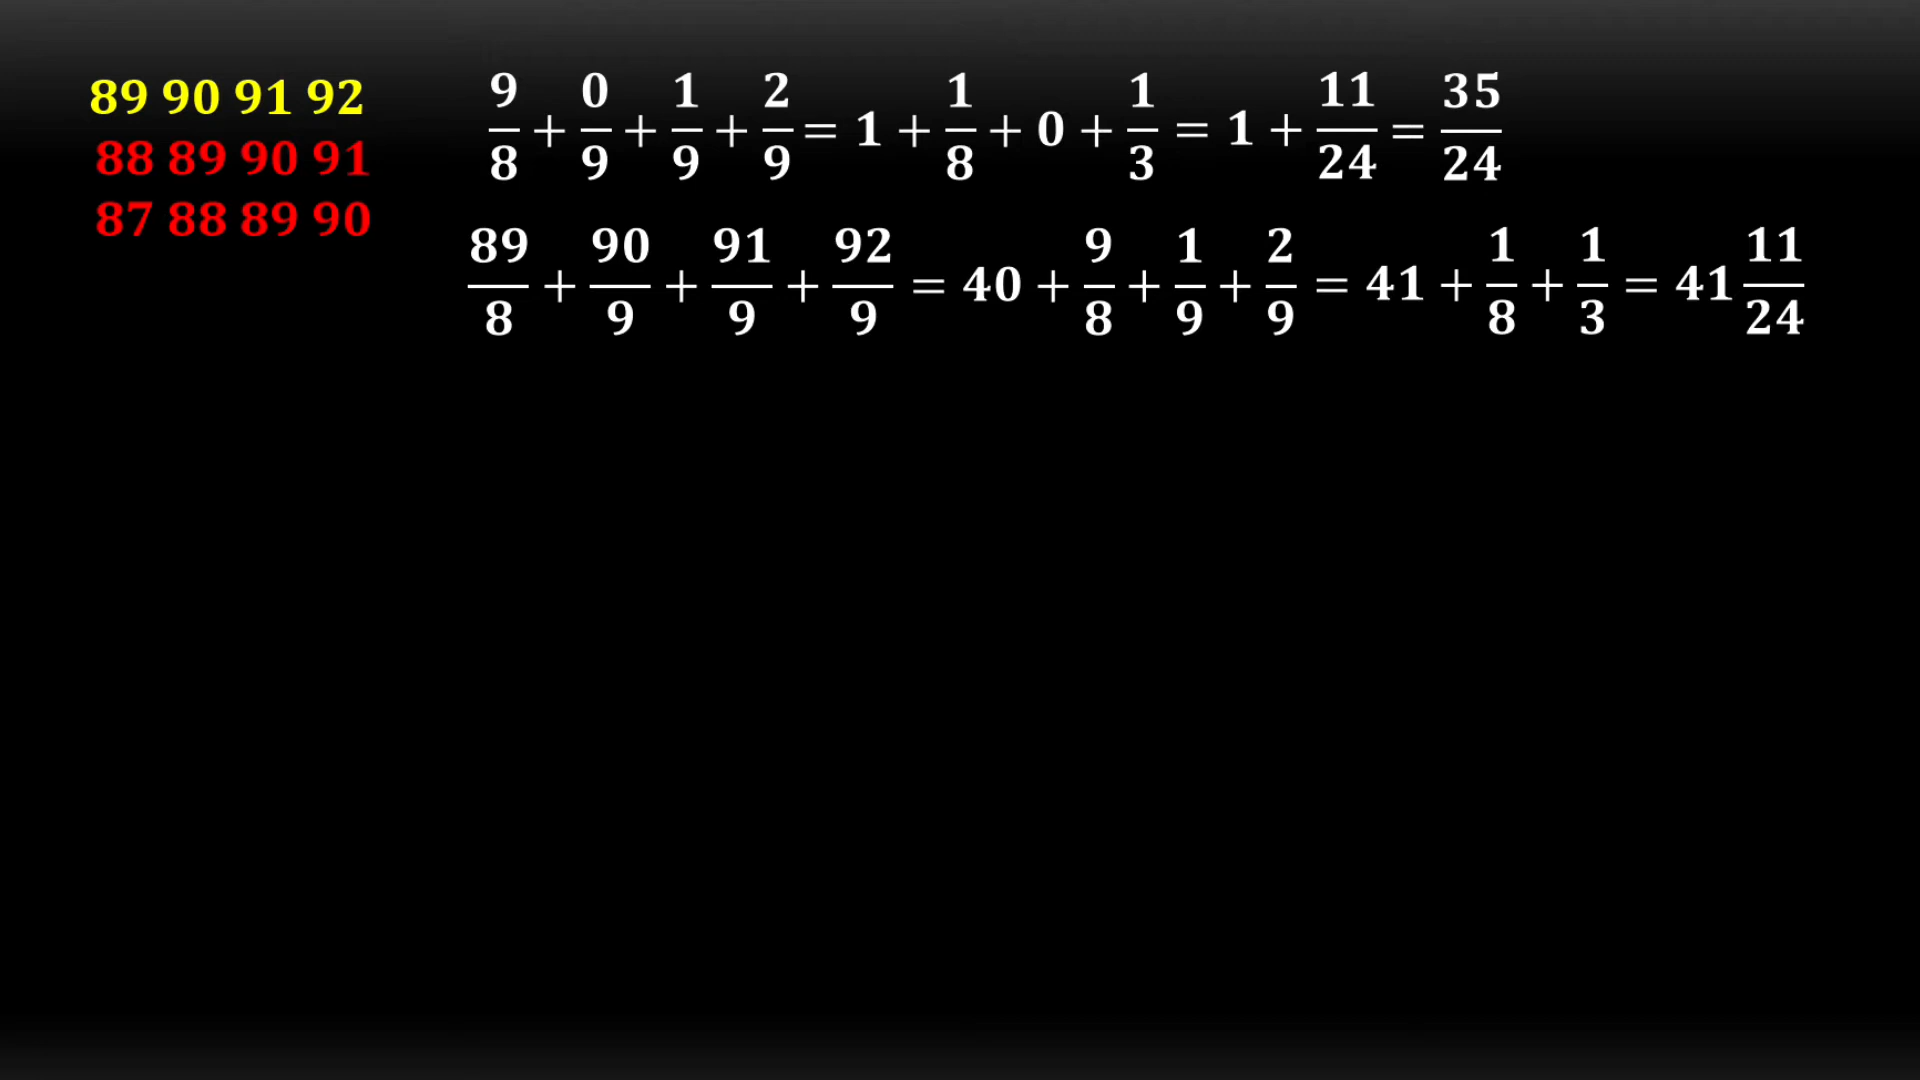 89 90 91 92
88 89 90 91
87 88 89 90
9/8 + 0/9 + 1/9 + 2/9 = 1 + 1/8 + 0 + 1/3 = 1 + 11/24 = 35/24
89/8 + 90/9 + 91/9 + 92/9 = 40 + 9/8 + 1/9 + 2/9 = 41 + 1/8 + 1/3 = 41 11/24